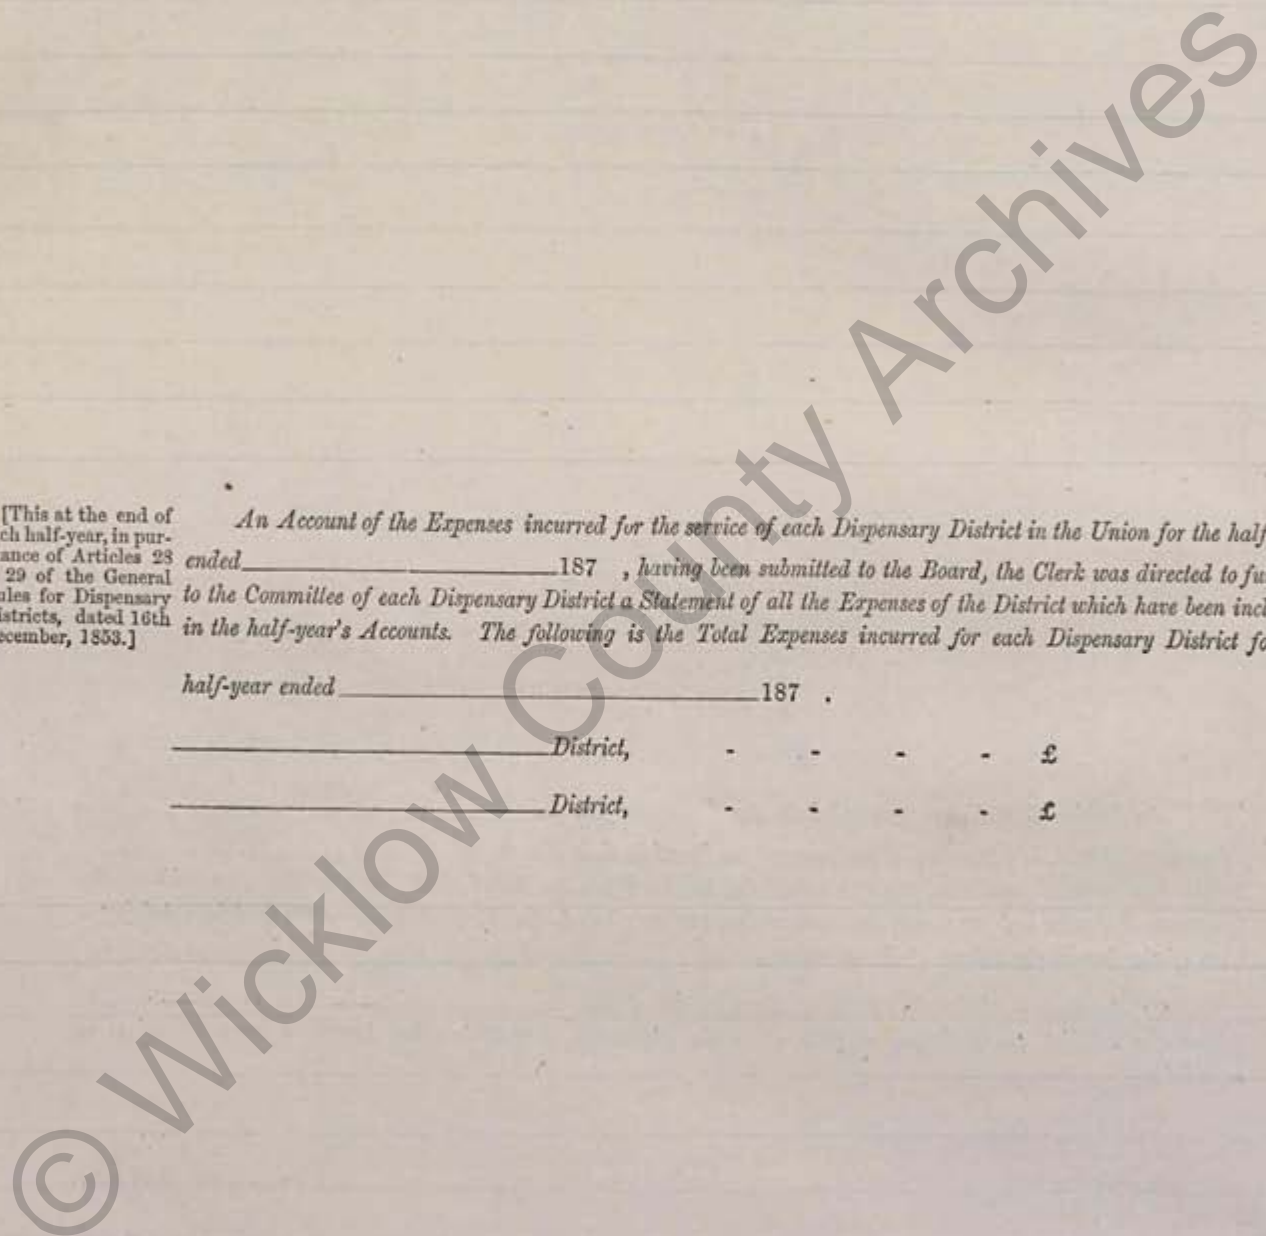 [This at the end of
ch half-year, in pur-
ance of Articles 28
29 of the General
ules for Dispensary
istricts, dated 16th
ecember, 1853.]
An Account of the Expenses incurred for the service of each Dispensary District in the Union for the half
ended 187 , having been submitted to the Board, the Clerk was directed to fu
to the Committee of each Dispensary District a Statement of all the Expenses of the District which have been incl
in the half-year's Accounts. The following is the Total Expenses incurred for each Dispensary District fo
half-year ended 187 .
District, - - - - £
District, - - - - £
© Wicklow County Archives